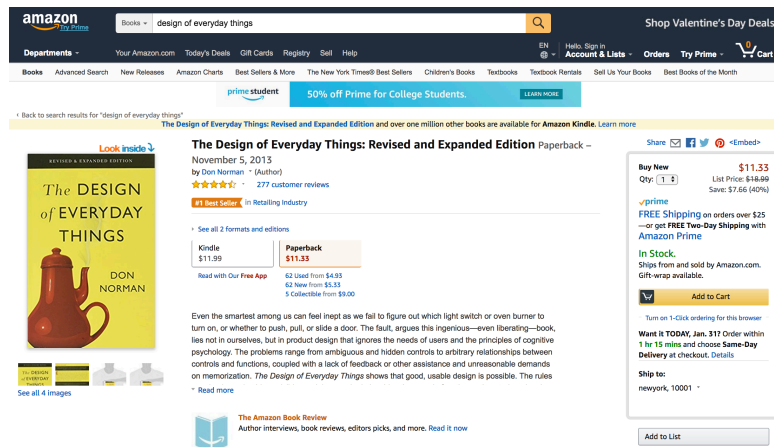 amazon
Try Prime
Books
design of everyday things
Shop Valentine's Day Deals
Departments
Your Amazon.com Today's Deals Gift Cards Registry Sell Help
EN
Hello. Sign in
Account & Lists
Orders
Try Prime
0
Cart
Books Advanced Search New Releases Amazon Charts Best Sellers & More The New York Times® Best Sellers Children's Books Textbooks Textbook Rentals Sell Us Your Books Best Books of the Month
prime student
50% off Prime for College Students.
LEARN MORE
‹ Back to search results for "design of everyday things"
The Design of Everyday Things: Revised and Expanded Edition and over one million other books are available for Amazon Kindle. Learn more
Look inside
REVISED & EXPANDED EDITION
The DESIGN
of EVERYDAY
THINGS
DON
NORMAN
See all 4 images
The Design of Everyday Things: Revised and Expanded Edition Paperback –
November 5, 2013
by Don Norman (Author)
277 customer reviews
#1 Best Seller in Retailing Industry
› See all 2 formats and editions
Kindle
$11.99
Paperback
$11.33
Read with Our Free App
62 Used from $4.93
62 New from $5.33
5 Collectible from $9.00
Even the smartest among us can feel inept as we fail to figure out which light switch or oven burner to
turn on, or whether to push, pull, or slide a door. The fault, argues this ingenious—even liberating—book,
lies not in ourselves, but in product design that ignores the needs of users and the principles of cognitive
psychology. The problems range from ambiguous and hidden controls to arbitrary relationships between
controls and functions, coupled with a lack of feedback or other assistance and unreasonable demands
on memorization. The Design of Everyday Things shows that good, usable design is possible. The rules
Read more
The Amazon Book Review
Author interviews, book reviews, editors picks, and more. Read it now
Share
<Embed>
Buy New
$11.33
Qty: 1
List Price: $18.99
Save: $7.66 (40%)
prime
FREE Shipping on orders over $25
—or get FREE Two-Day Shipping with
Amazon Prime
In Stock.
Ships from and sold by Amazon.com.
Gift-wrap available.
Add to Cart
Turn on 1-Click ordering for this browser
Want it TODAY, Jan. 31? Order within
1 hr 15 mins and choose Same-Day
Delivery at checkout. Details
Ship to:
newyork, 10001
Add to List